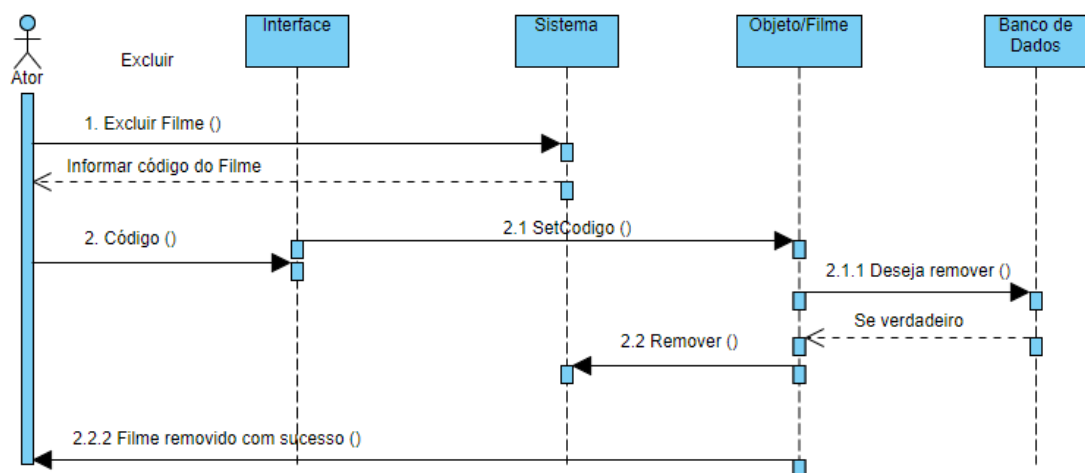 Interface
Sistema
Objeto/Filme
Banco de
Dados
Excluir
Ator
1. Excluir Filme ()
Informar código do Filme
2. Código ()
2.1 SetCodigo ()
2.1.1 Deseja remover ()
Se verdadeiro
2.2 Remover ()
2.2.2 Filme removido com sucesso ()